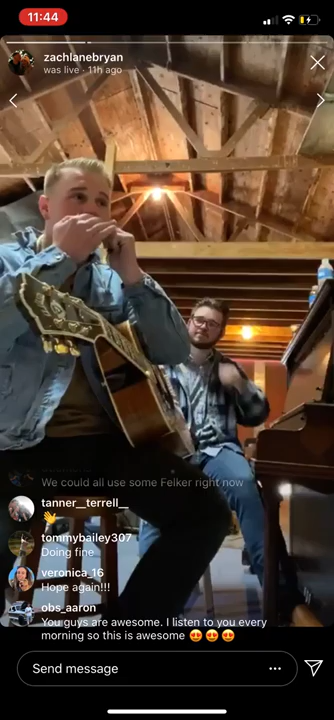 11:44
zachlanebryan
was live · 11h ago
We could all use some Felker right now
tanner__terrell__
👋
tommybailey307
Doing fine
veronica_16
Hope again!!!
obs_aaron
You guys are awesome. I listen to you every
morning so this is awesome 😍😍😍
Send message